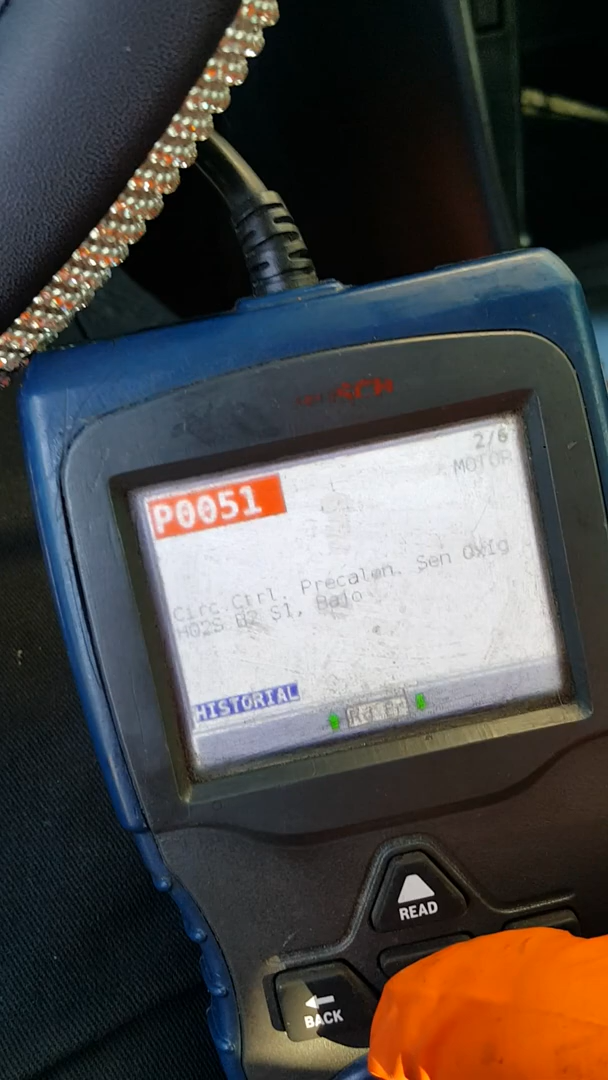 2/6
MOTOR
P0051
Circ Ctrl. Precalen. Sen Oxig
HO2S B2 S1, Bajo
HISTORIAL
READ
BACK